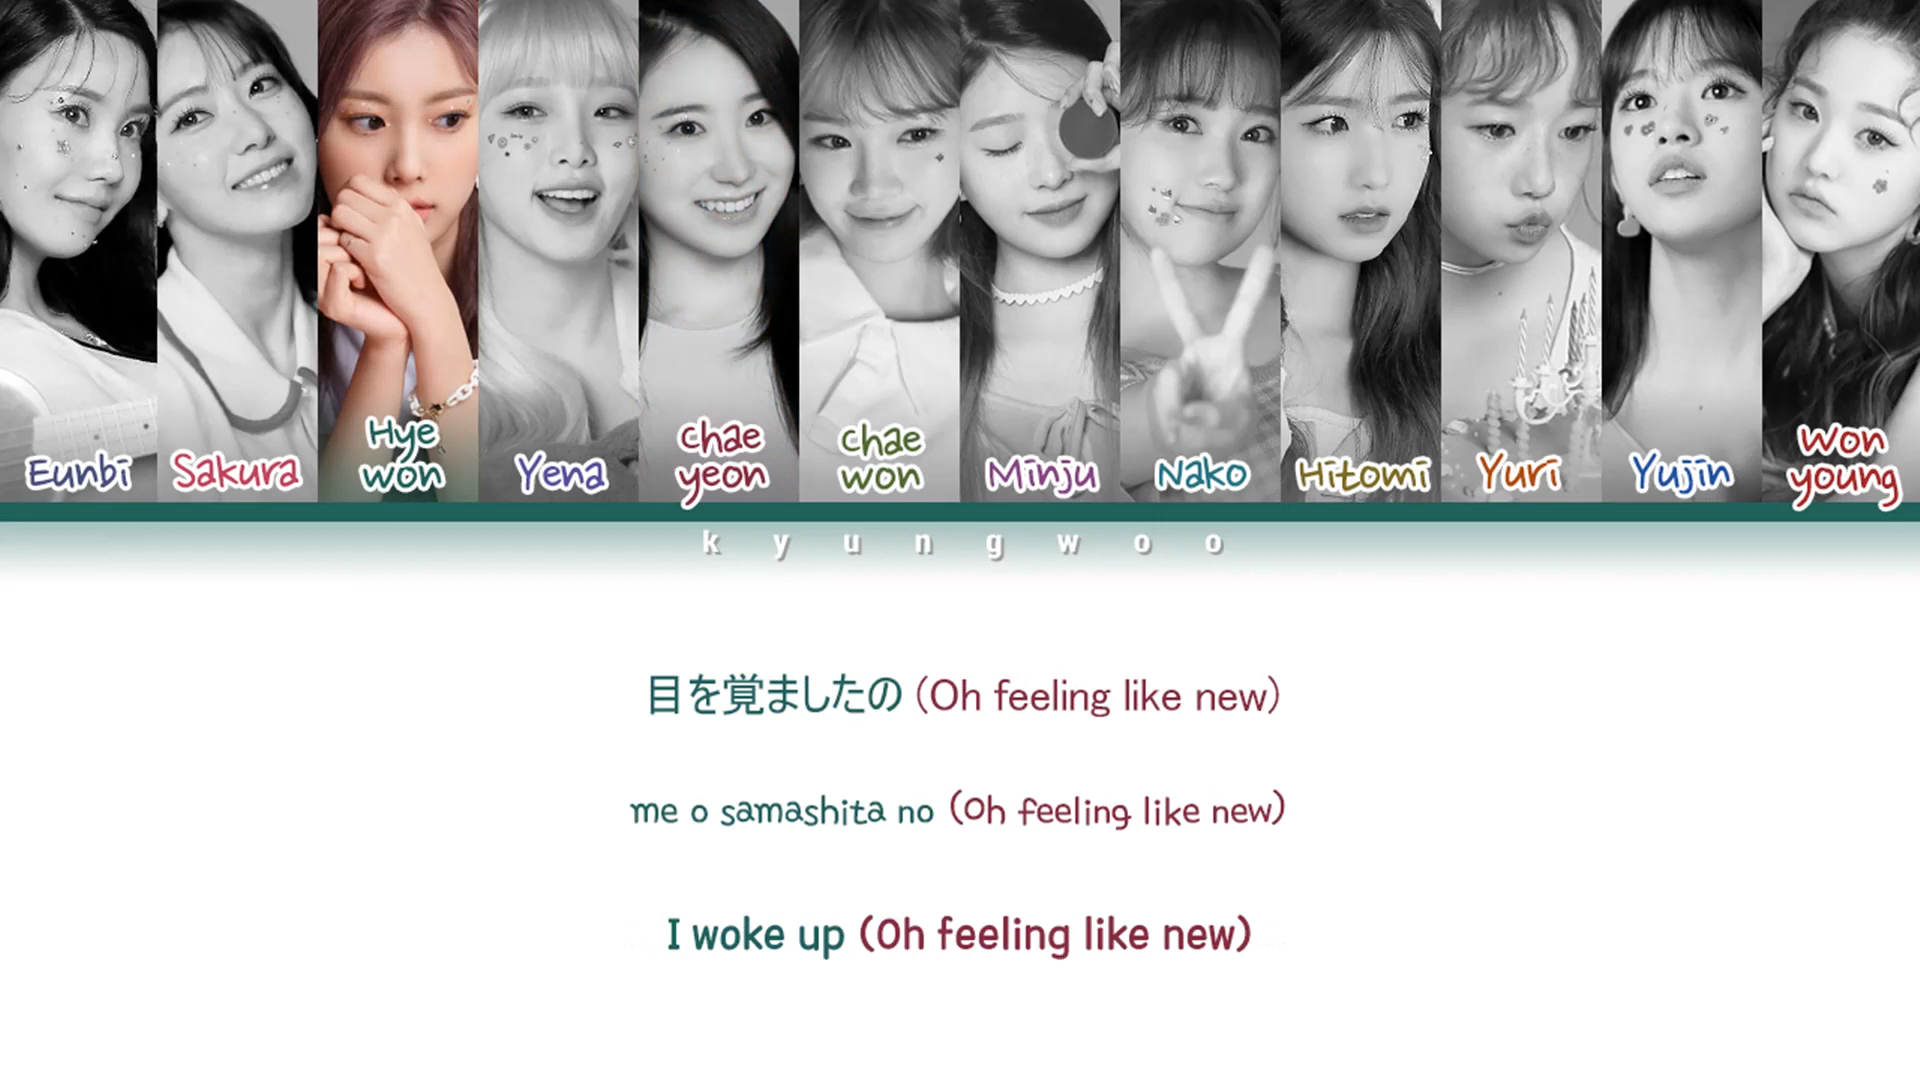 Eunbi
Sakura
Hye
won
Yena
chae
yeon
chae
won
Minju
Nako
Hitomi
Yuri
Yujin
Won
young
kyungwoo
目を覚ましたの (Oh feeling like new)
me o samashita no (Oh feeling like new)
I woke up (Oh feeling like new)